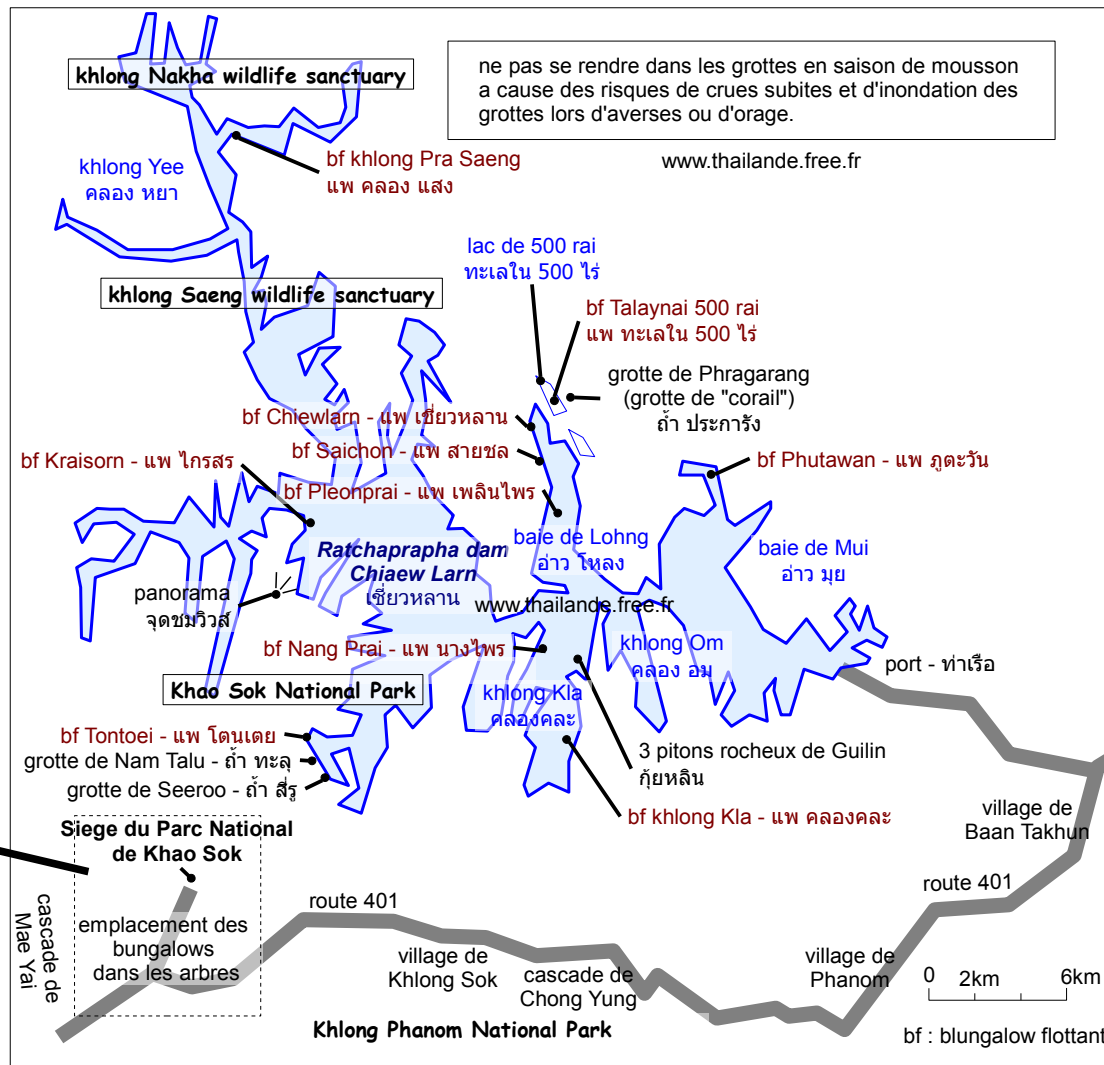 khlong Nakha wildlife sanctuary
ne pas se rendre dans les grottes en saison de mousson
a cause des risques de crues subites et d'inondation des
grottes lors d'averses ou d'orage.
www.thailande.free.fr
bf khlong Pra Saeng
แพ คลอง แสง
khlong Yee
คลอง หยา
lac de 500 rai
ทะเลใน 500 ไร่
khlong Saeng wildlife sanctuary
bf Talaynai 500 rai
แพ ทะเลใน 500 ไร่
grotte de Phragarang
(grotte de "corail")
ถ้ำ ประการัง
bf Chiewlarn - แพ เชี่ยวหลาน
bf Saichon - แพ สายชล
bf Kraisorn - แพ ไกรสร
bf Phutawan - แพ ภูตะวัน
bf Pleonprai - แพ เพลินไพร
baie de Lohng
อ่าว โหลง
baie de Mui
อ่าว มุย
Ratchaprapha dam
Chiaew Larn
เชี่ยวหลาน
panorama
จุดชมวิวส์
www.thailande.free.fr
bf Nang Prai - แพ นางไพร
khlong Om
คลอง อม
port - ท่าเรือ
Khao Sok National Park
khlong Kla
คลองคละ
bf Tontoei - แพ โตนเตย
grotte de Nam Talu - ถ้ำ ทะลุ
grotte de Seeroo - ถ้ำ สี่รู
3 pitons rocheux de Guilin
กุ้ยหลิน
bf khlong Kla - แพ คลองคละ
village de
Baan Takhun
Siege du Parc National
de Khao Sok
route 401
cascade de
Mae Yai
emplacement des
bungalows
dans les arbres
route 401
village de
Khlong Sok
cascade de
Chong Yung
village de
Phanom
0 2km 6km
Khlong Phanom National Park
bf : blungalow flottant